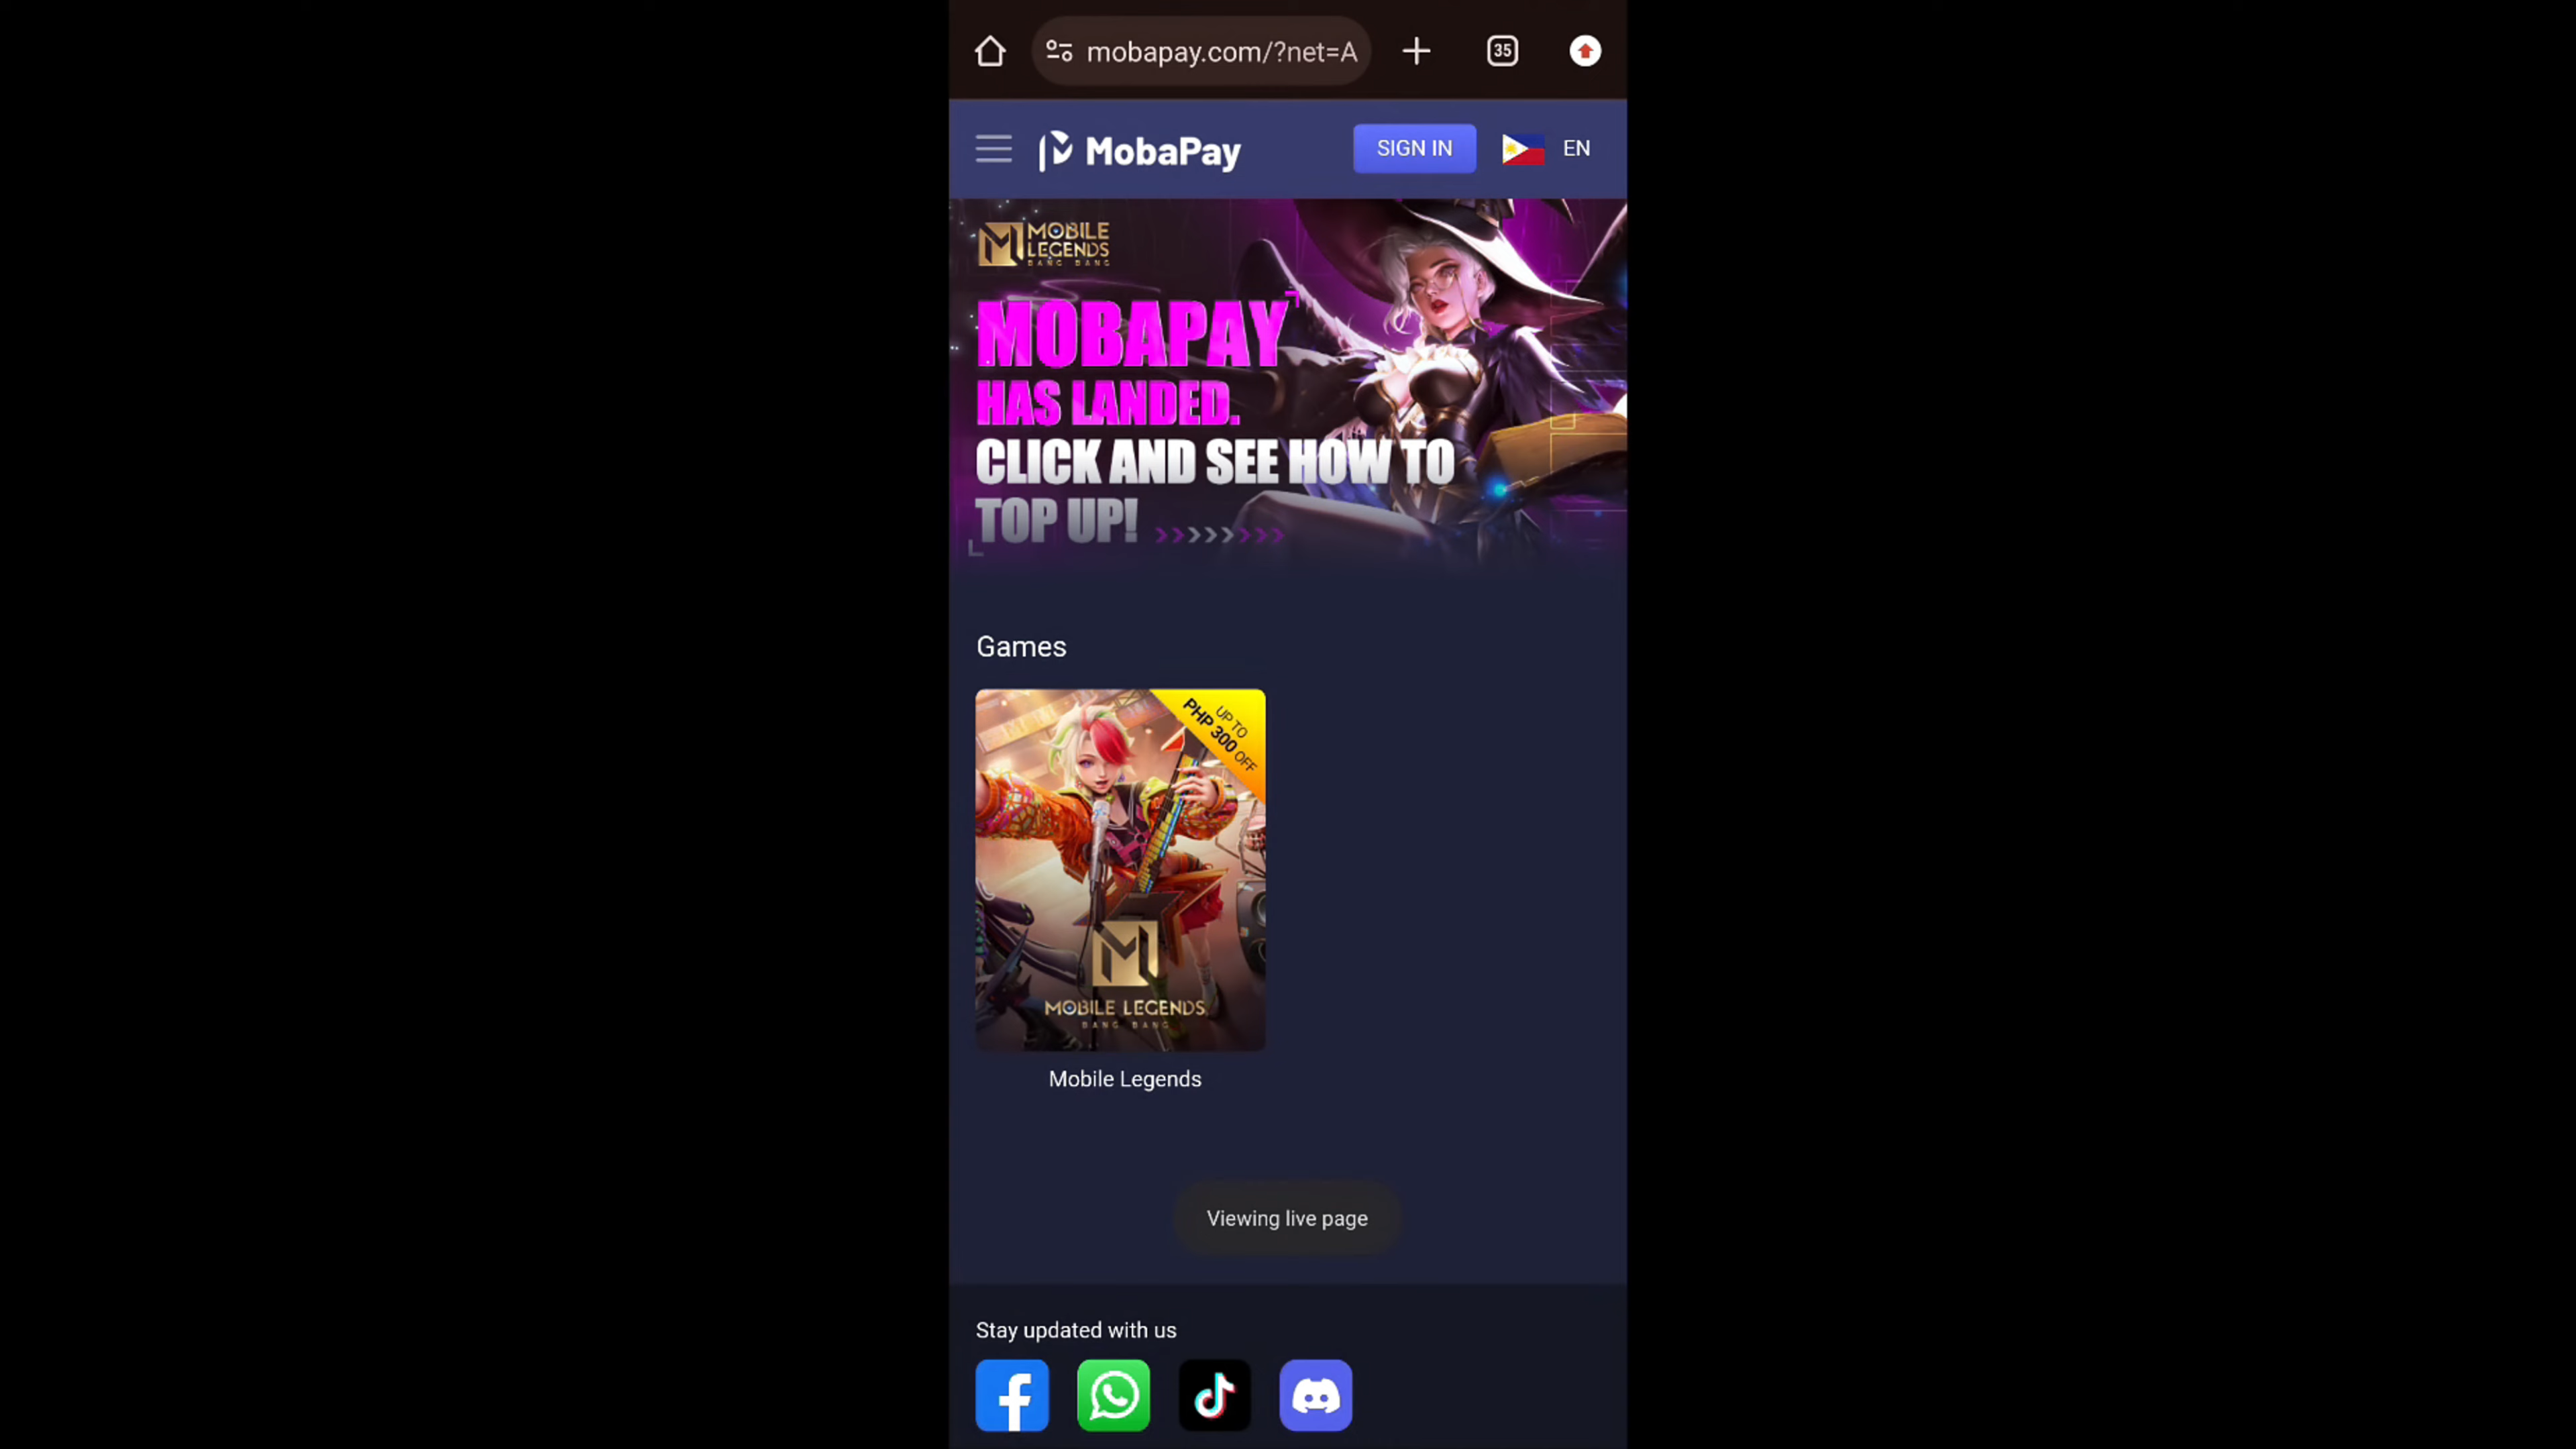 mobapay.com/?net=A
35
MobaPay
SIGN IN
EN
MOBILE
LEGENDS
BANG BANG
MOBAPAY
HAS LANDED.
CLICK AND SEE HOW TO
TOP UP!
Games
UP TO
PHP 300 OFF
MOBILE LEGENDS
BANG BANG
Mobile Legends
Viewing live page
Stay updated with us